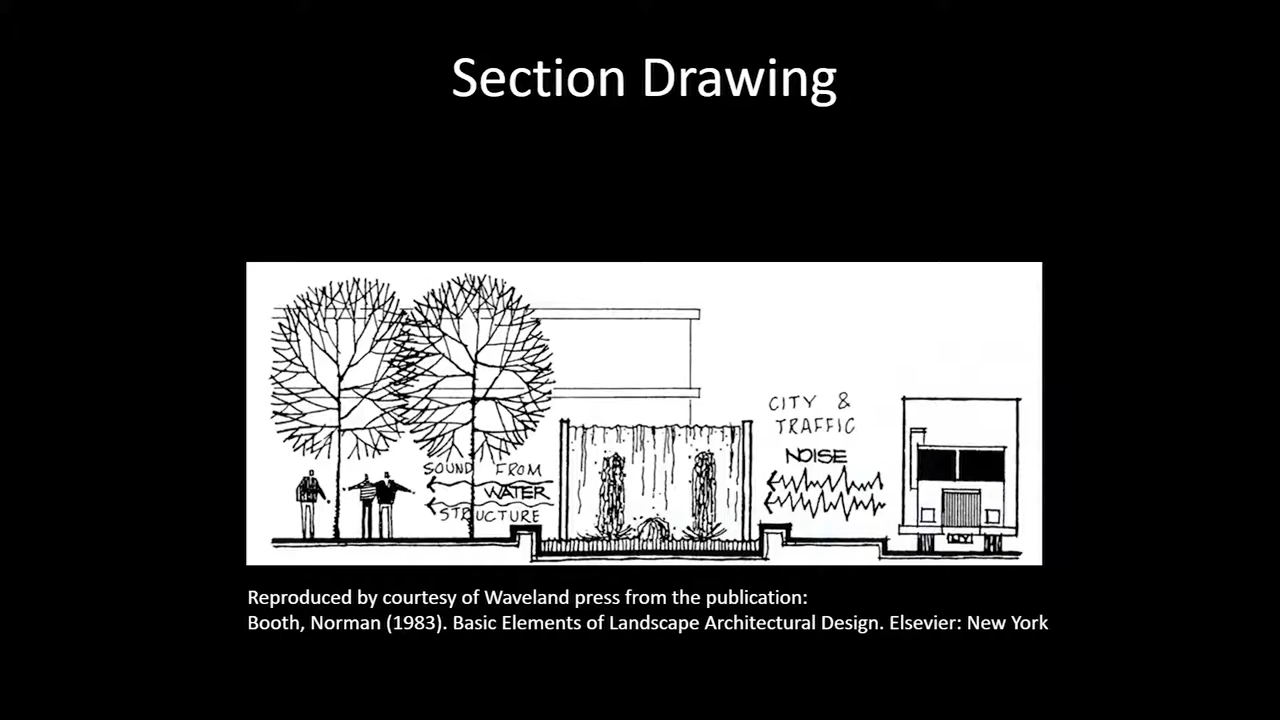 Section Drawing
CITY &
TRAFFIC
NOISE
SOUND FROM
WATER
STRUCTURE
Reproduced by courtesy of Waveland press from the publication:
Booth, Norman (1983). Basic Elements of Landscape Architectural Design. Elsevier: New York